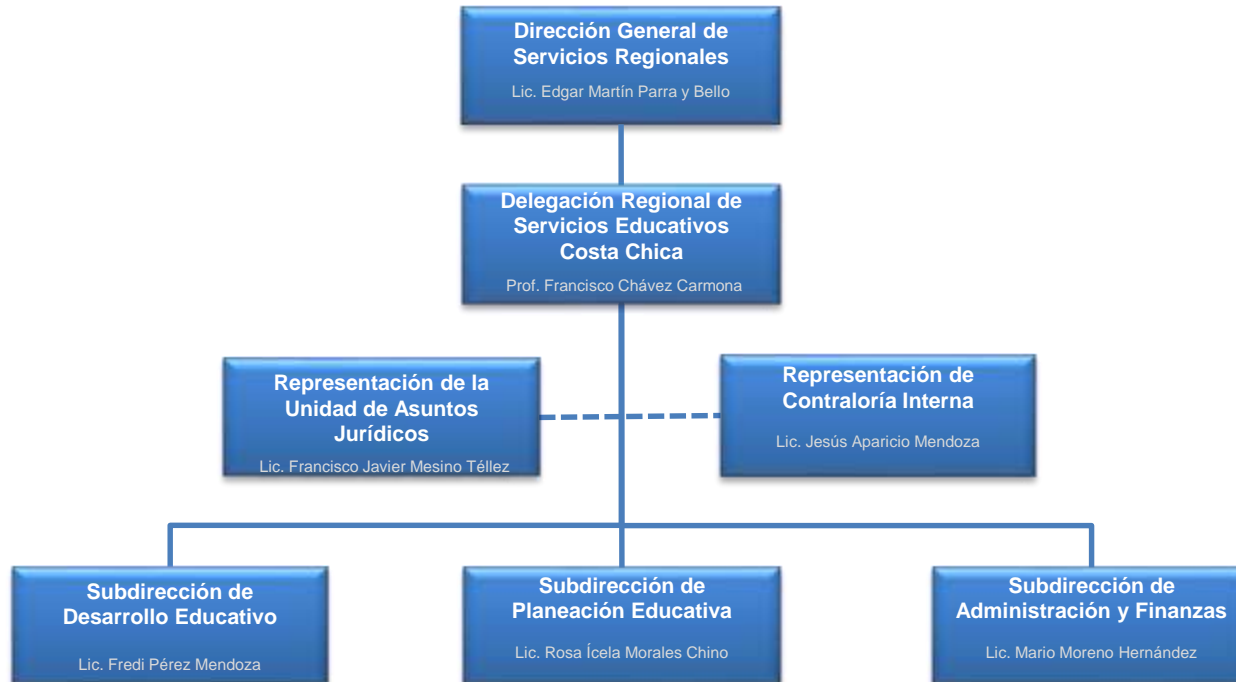 Dirección General de
Servicios Regionales
Lic. Edgar Martín Parra y Bello
Delegación Regional de
Servicios Educativos
Costa Chica
Prof. Francisco Chávez Carmona
Representación de la
Unidad de Asuntos
Jurídicos
Lic. Francisco Javier Mesino Téllez
Representación de
Contraloría Interna
Lic. Jesús Aparicio Mendoza
Subdirección de
Desarrollo Educativo
Lic. Fredi Pérez Mendoza
Subdirección de
Planeación Educativa
Lic. Rosa Ícela Morales Chino
Subdirección de
Administración y Finanzas
Lic. Mario Moreno Hernández